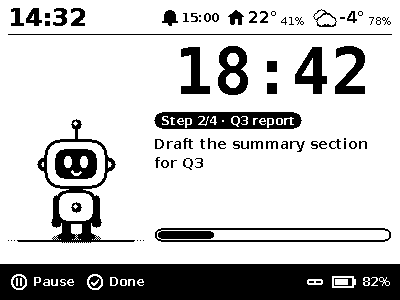 14:32 15:00 22° 41% -4° 78%
18:42
Step 2/4 · Q3 report
Draft the summary section
for Q3
Pause Done 82%